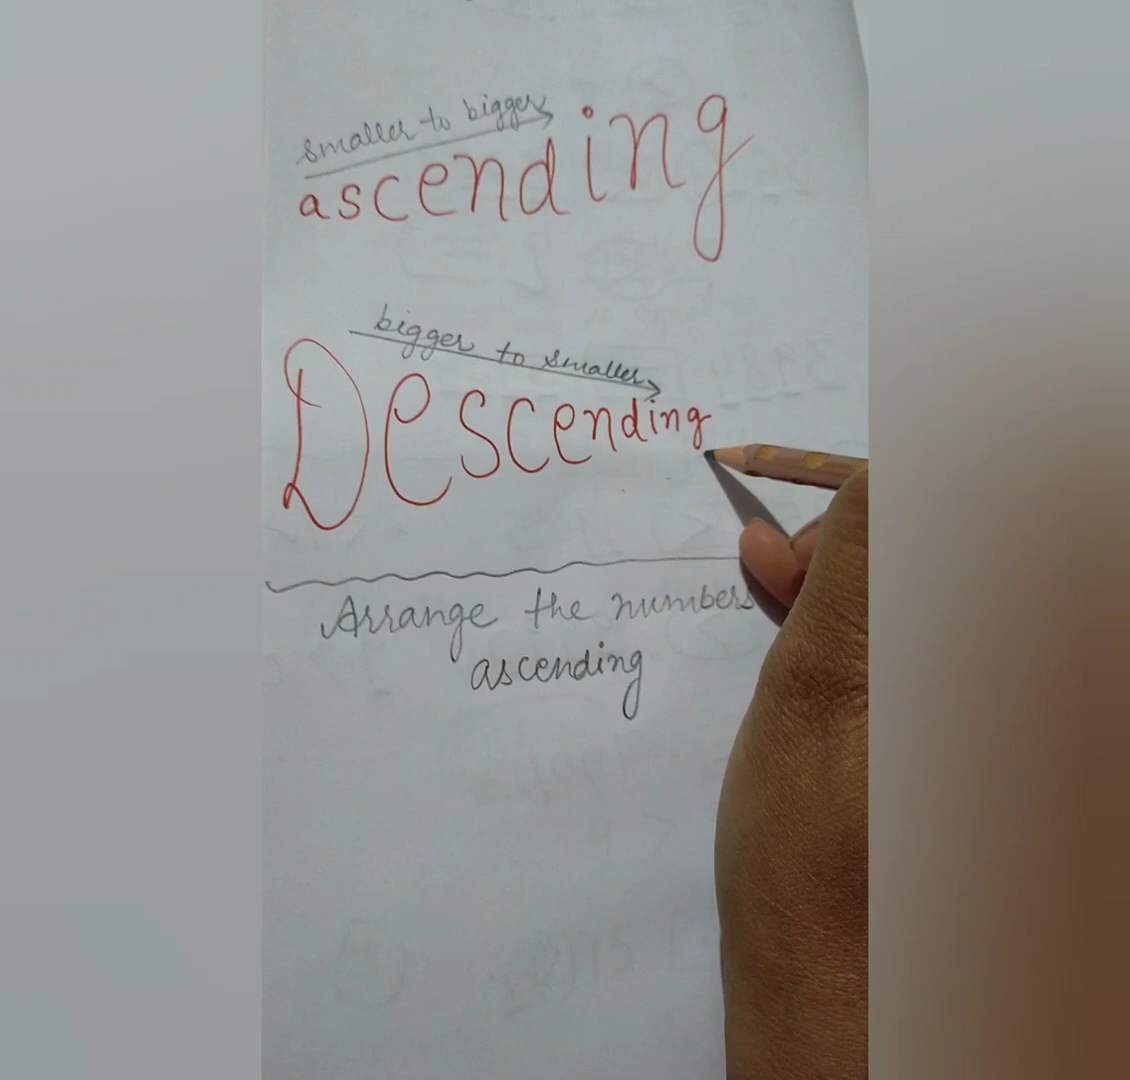 smaller to bigger
ascending
bigger to smaller
Descending
Arrange the numbers
ascending